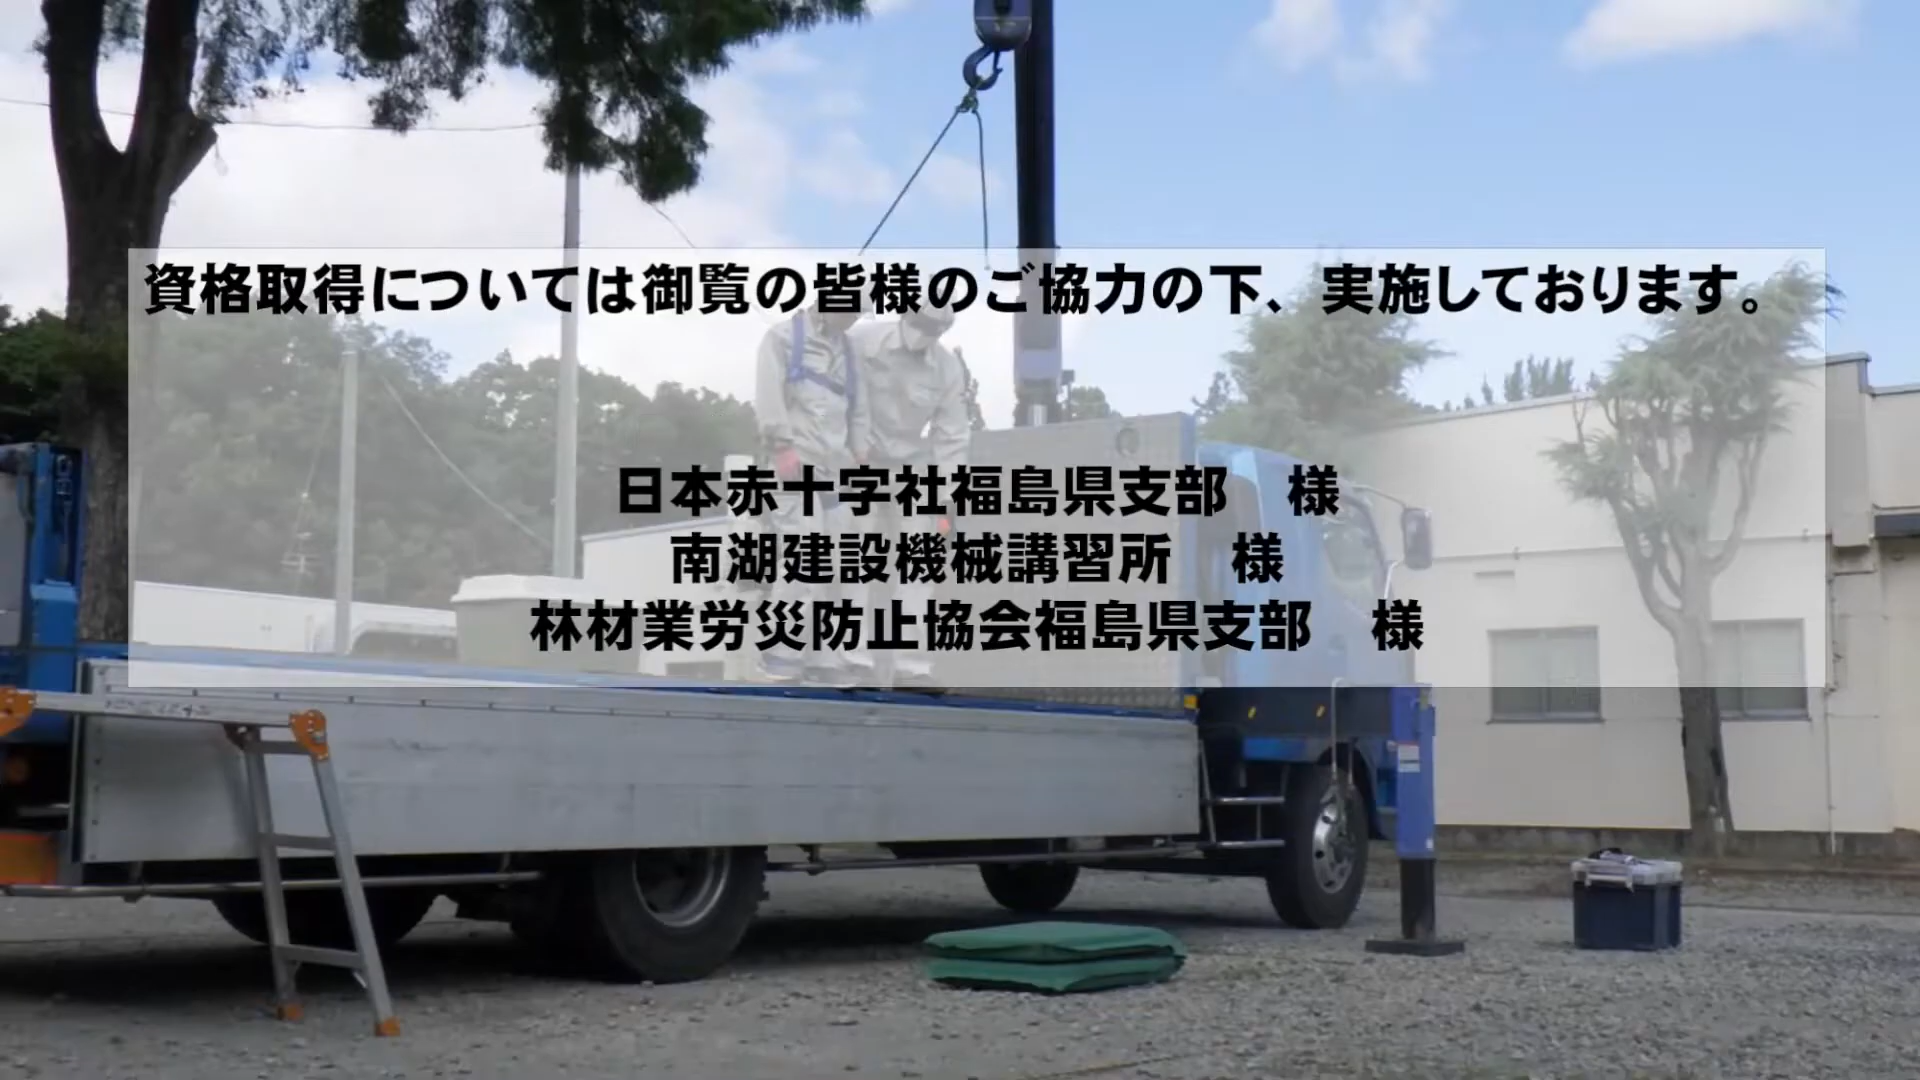 資格取得については御覧の皆様のご協力の下、実施しております。
日本赤十字社福島県支部　様
南湖建設機械講習所　様
林材業労災防止協会福島県支部　様